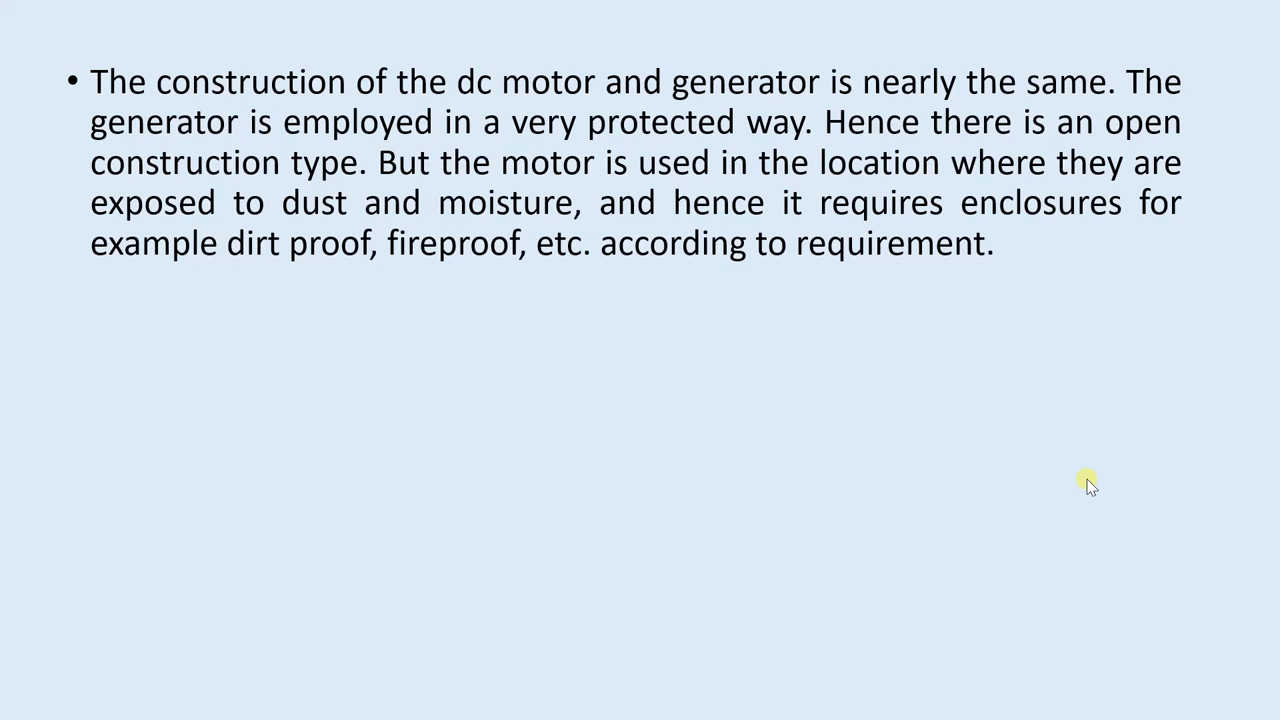 • The construction of the dc motor and generator is nearly the same. The
generator is employed in a very protected way. Hence there is an open
construction type. But the motor is used in the location where they are
exposed to dust and moisture, and hence it requires enclosures for
example dirt proof, fireproof, etc. according to requirement.